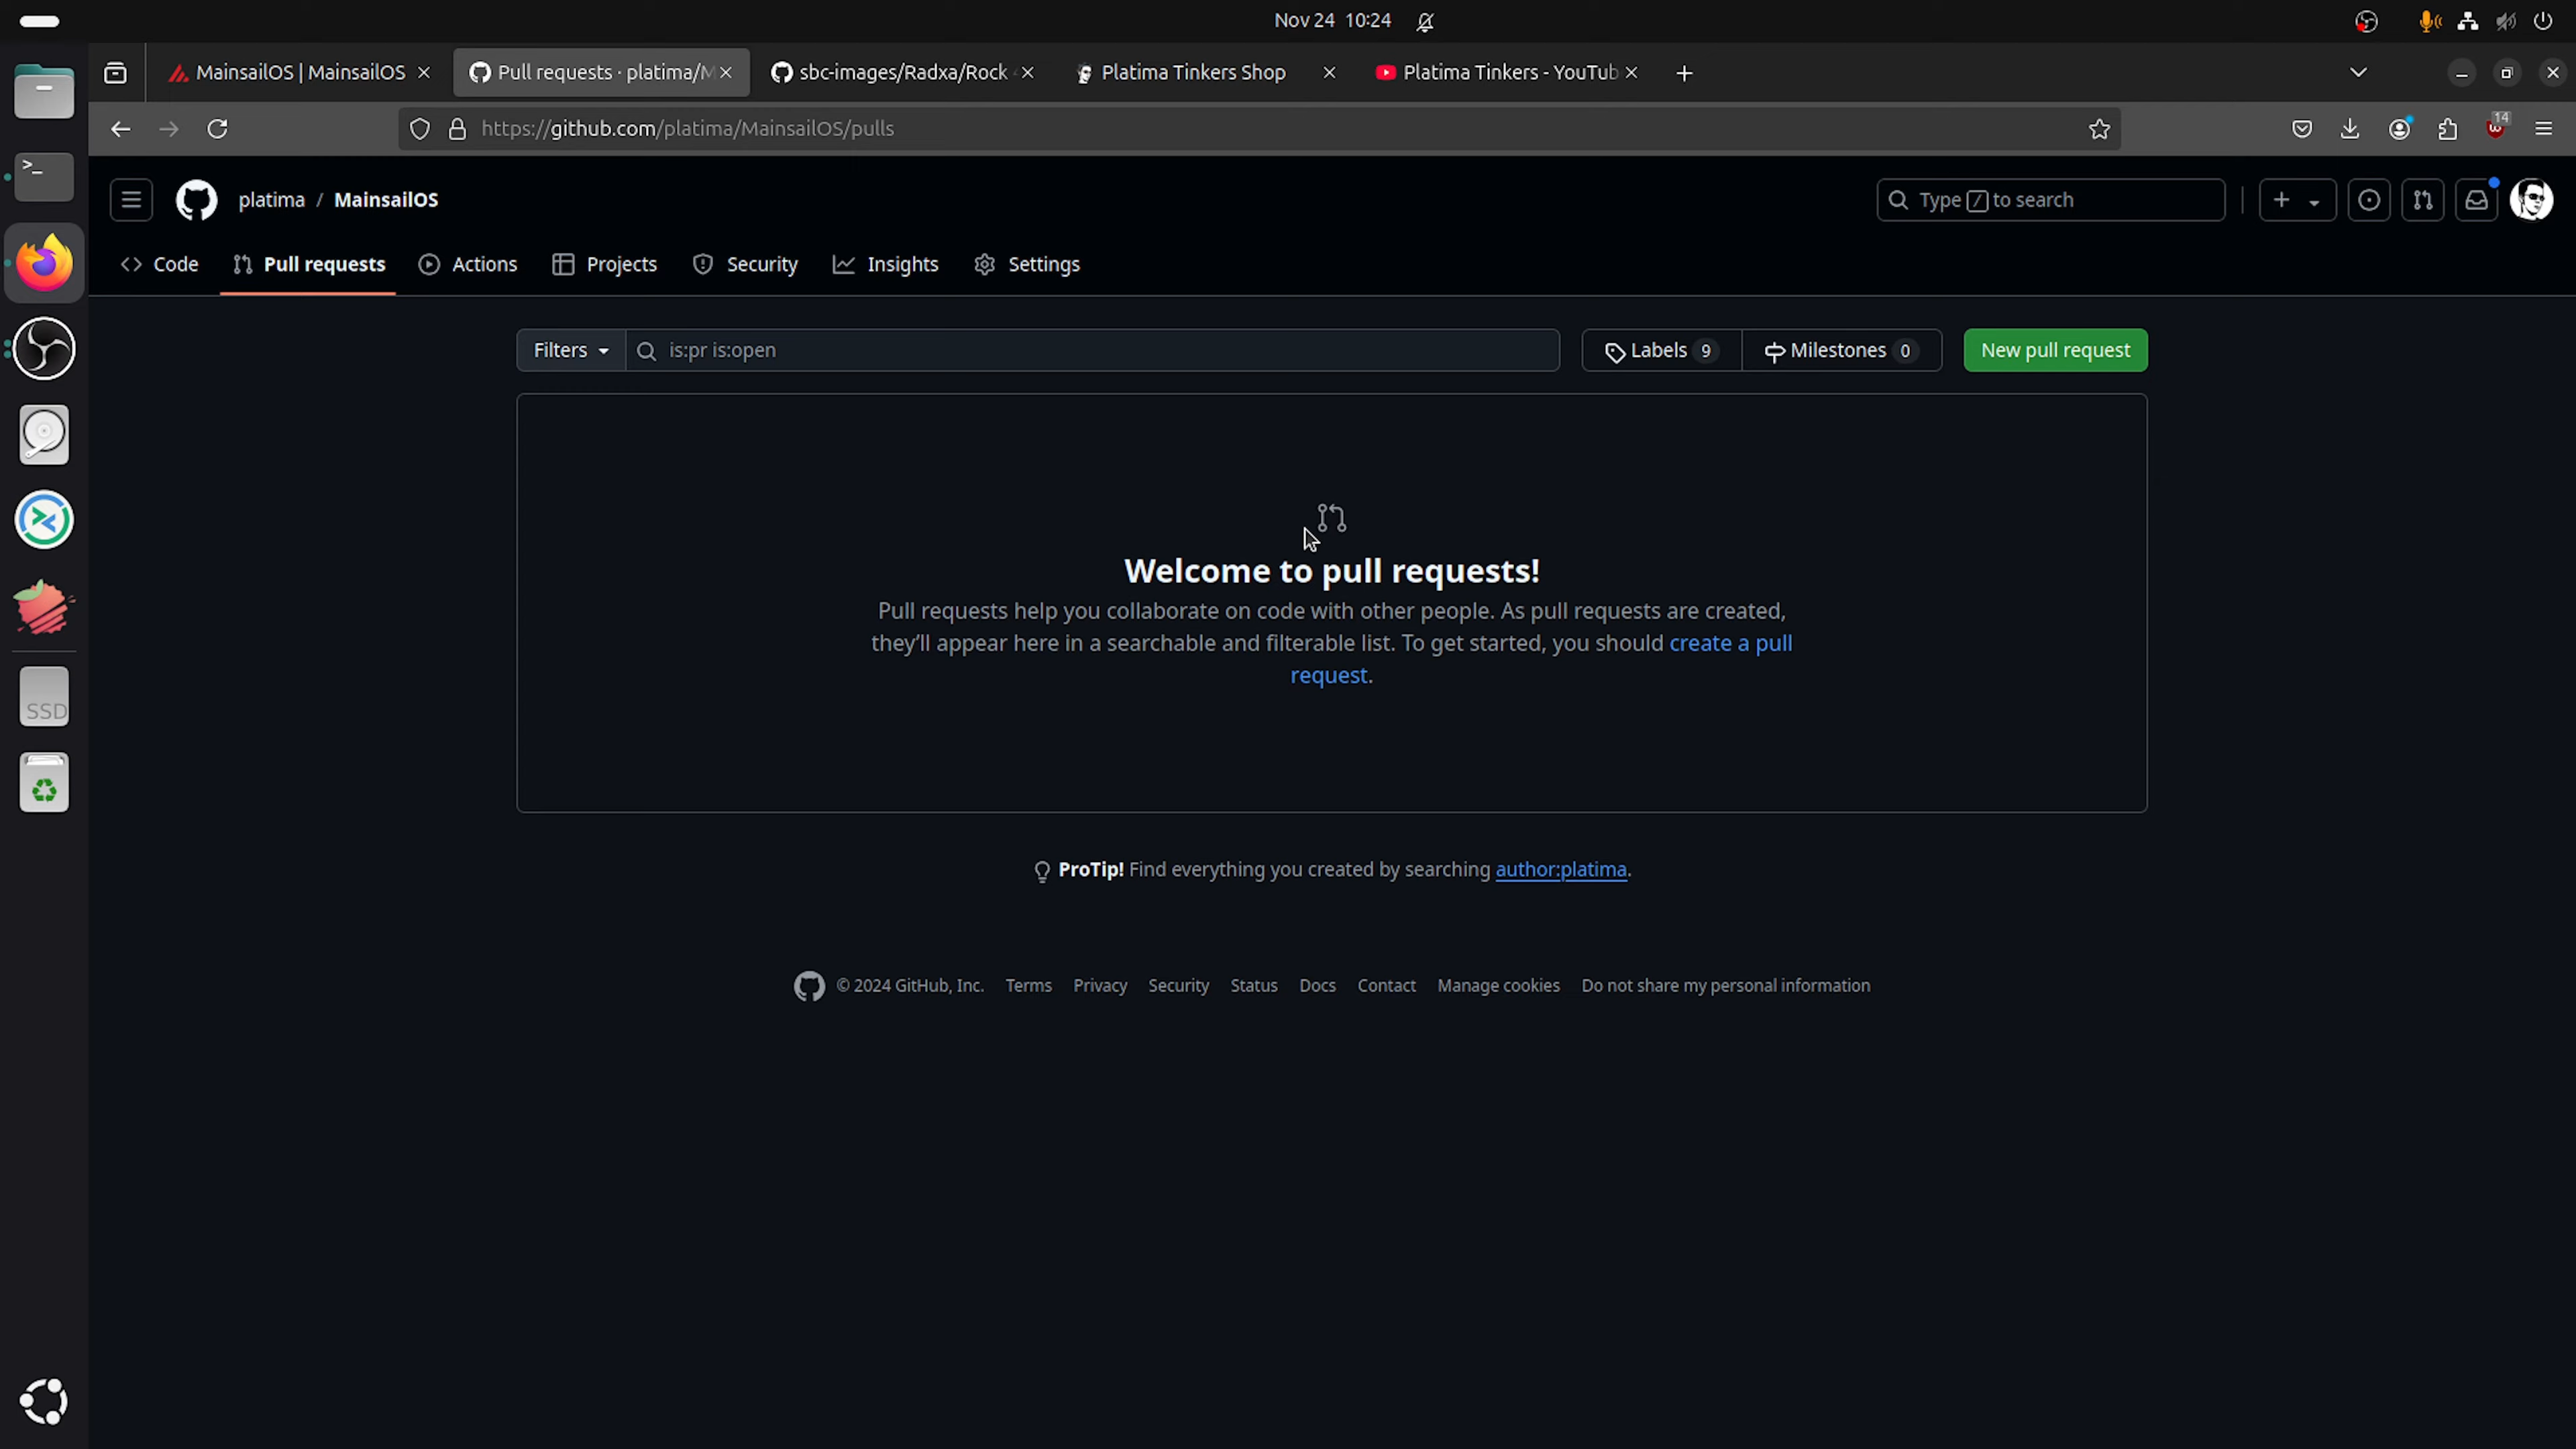 Nov 24 10:24
MainsailOS | MainsailOS
Pull requests · platima/M
sbc-images/Radxa/Rock
Platima Tinkers Shop
Platima Tinkers - YouTub
https://github.com/platima/MainsailOS/pulls
14
platima / MainsailOS
Type / to search
Code
Pull requests
Actions
Projects
Security
Insights
Settings
Filters
is:pr is:open
Labels 9
Milestones 0
New pull request
Welcome to pull requests!
Pull requests help you collaborate on code with other people. As pull requests are created,
they’ll appear here in a searchable and filterable list. To get started, you should create a pull
request.
ProTip! Find everything you created by searching author:platima.
© 2024 GitHub, Inc. Terms Privacy Security Status Docs Contact Manage cookies Do not share my personal information
SSD